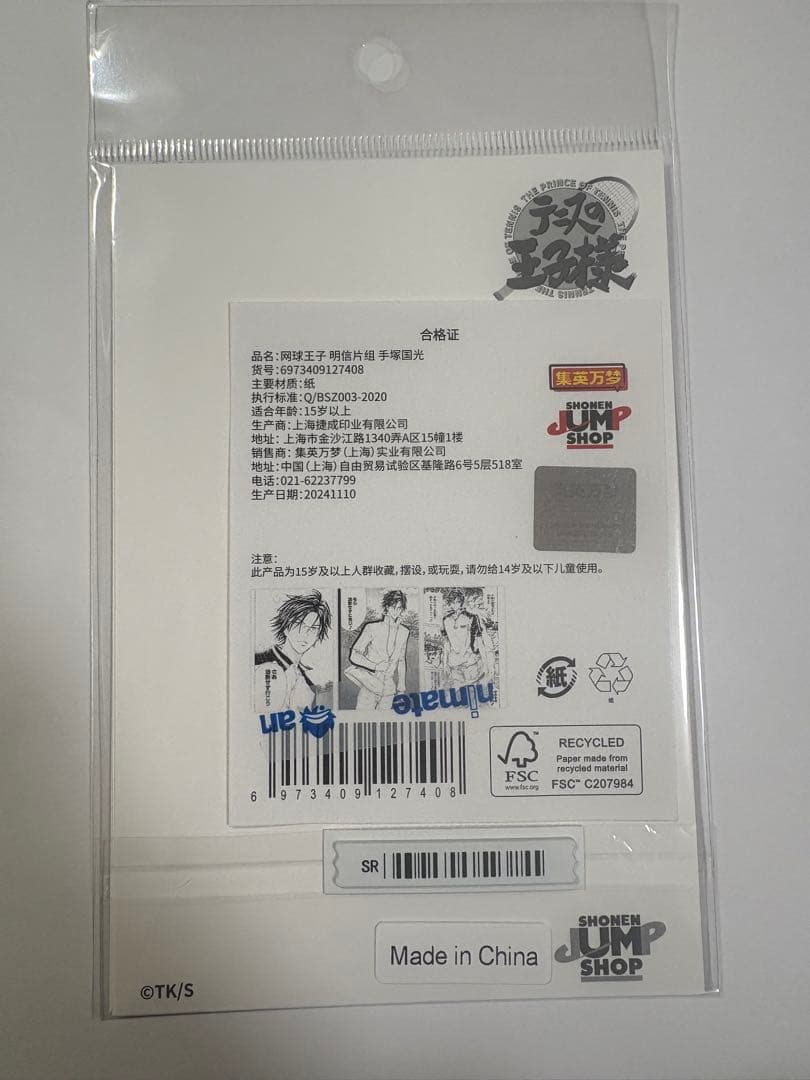 THE PRINCE OF TENNIS
テニスの
王子様
合格证
品名：网球王子 明信片组 手塚国光
货号：6973409127408
主要材质：纸
执行标准：Q/BSZ003-2020
适合年龄：15岁以上
生产商：上海捷成印业有限公司
地址：上海市金沙江路1340弄A区15幢1楼
销售商：集英万梦（上海）实业有限公司
地址：中国（上海）自由贸易试验区基隆路6号5层518室
电话：021-62237799
生产日期：20241110
集英万梦
SHONEN
JUMP
SHOP
注意：
此产品为15岁及以上人群收藏，摆设，或玩耍，请勿给14岁及以下儿童使用。
animate
an
紙
纸
6 973409 127408
FSC™
www.fsc.org
RECYCLED
Paper made from
recycled material
FSC™ C207984
SR
Made in China
SHONEN
JUMP
SHOP
©TK/S